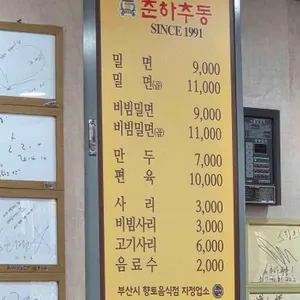 춘하추동
SINCE 1991
밀 면 9,000
밀 면(곱) 11,000
비빔밀면 9,000
비빔밀면(곱) 11,000
만 두 7,000
편 육 10,000
사 리 3,000
비빔사리 3,000
고기사리 6,000
음료수 2,000
부산시 향토음식점 지정업소